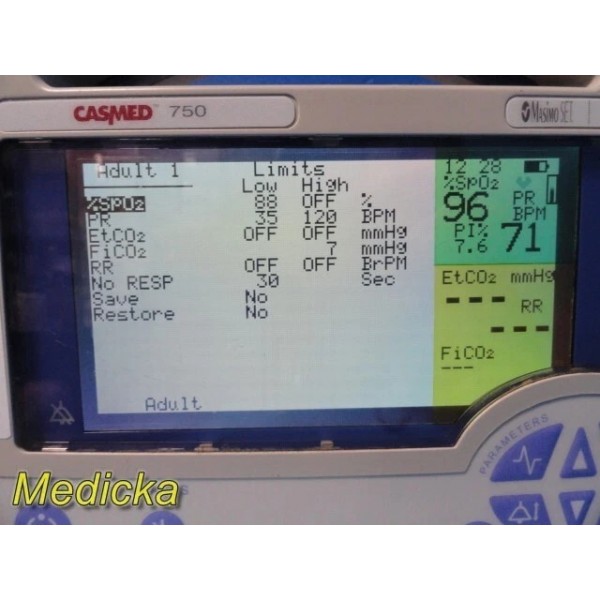 CASMED™ 750
Masimo SET
Adult 1 Limits
Low High
%SpO2 88 OFF %
PR 35 120 BPM
EtCO2 OFF OFF mmHg
FiCO2 7 mmHg
RR OFF OFF BrPM
No RESP 30 Sec
Save No
Restore No
Adult
12 28
%SpO2
96 PR
BPM
PI% 71
7.6
EtCO2 mmHg
---
RR
---
FiCO2
---
PARAMETERS
Medicka